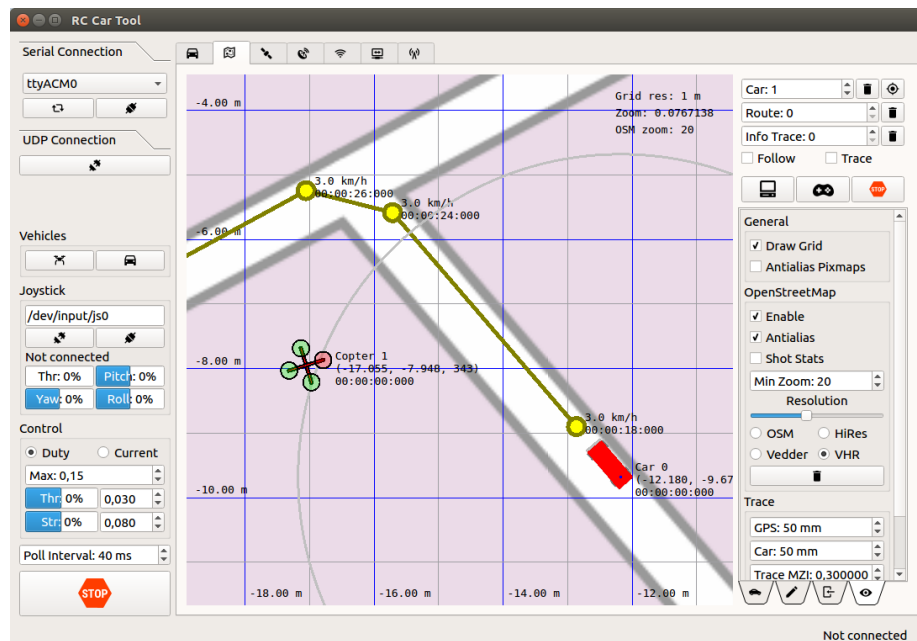 RC Car Tool
Serial Connection
ttyACM0
UDP Connection
Vehicles
Joystick
/dev/input/js0
Not connected
Thr: 0%
Pitch: 0%
Yaw: 0%
Roll: 0%
Control
Duty
Current
Max: 0,15
Thr: 0%
0,030
Str: 0%
0,080
Poll Interval: 40 ms
STOP
Grid res: 1 m
Zoom: 0.0767138
OSM zoom: 20
-4.00 m
-6.00 m
-8.00 m
-10.00 m
3.0 km/h
00:00:26:000
3.0 km/h
00:00:24:000
Copter 1
(-17.055, -7.948, 343)
00:00:00:000
3.0 km/h
00:00:18:000
Car 0
(-12.180, -9.67
00:00:00:000
-18.00 m
-16.00 m
-14.00 m
-12.00 m
Car: 1
Route: 0
Info Trace: 0
Follow
Trace
STOP
General
Draw Grid
Antialias Pixmaps
OpenStreetMap
Enable
Antialias
Shot Stats
Min Zoom: 20
Resolution
OSM
HiRes
Vedder
VHR
Trace
GPS: 50 mm
Car: 50 mm
Trace MZI: 0,300000
Not connected